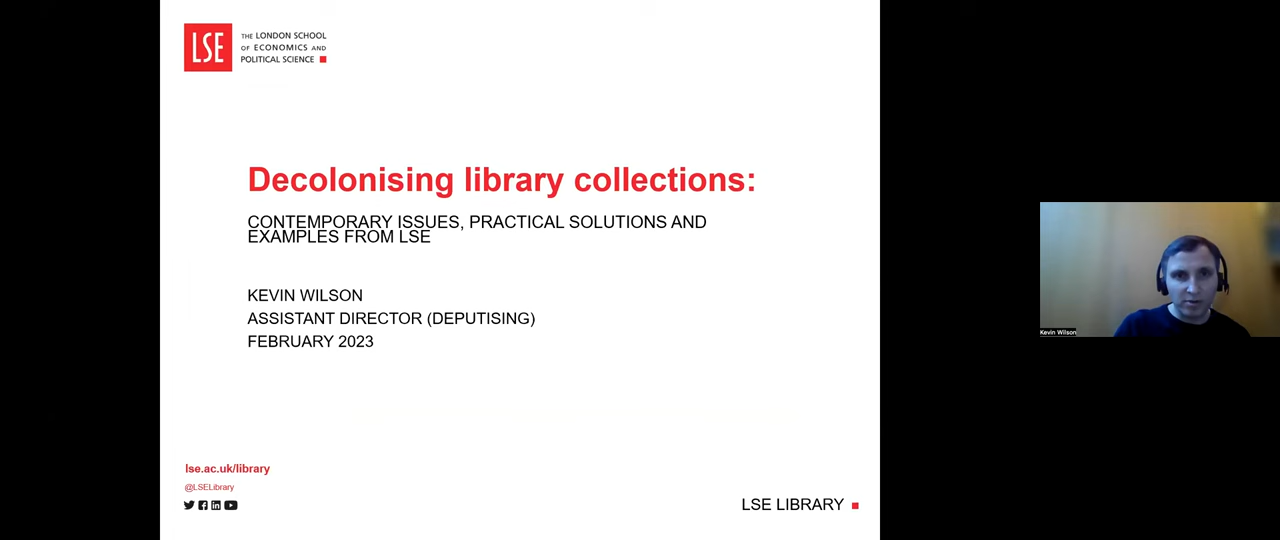 LSE
THE LONDON SCHOOL
OF ECONOMICS AND
POLITICAL SCIENCE
Decolonising library collections:
CONTEMPORARY ISSUES, PRACTICAL SOLUTIONS AND
EXAMPLES FROM LSE
KEVIN WILSON
ASSISTANT DIRECTOR (DEPUTISING)
FEBRUARY 2023
Kevin Wilson
lse.ac.uk/library
@LSELibrary
LSE LIBRARY